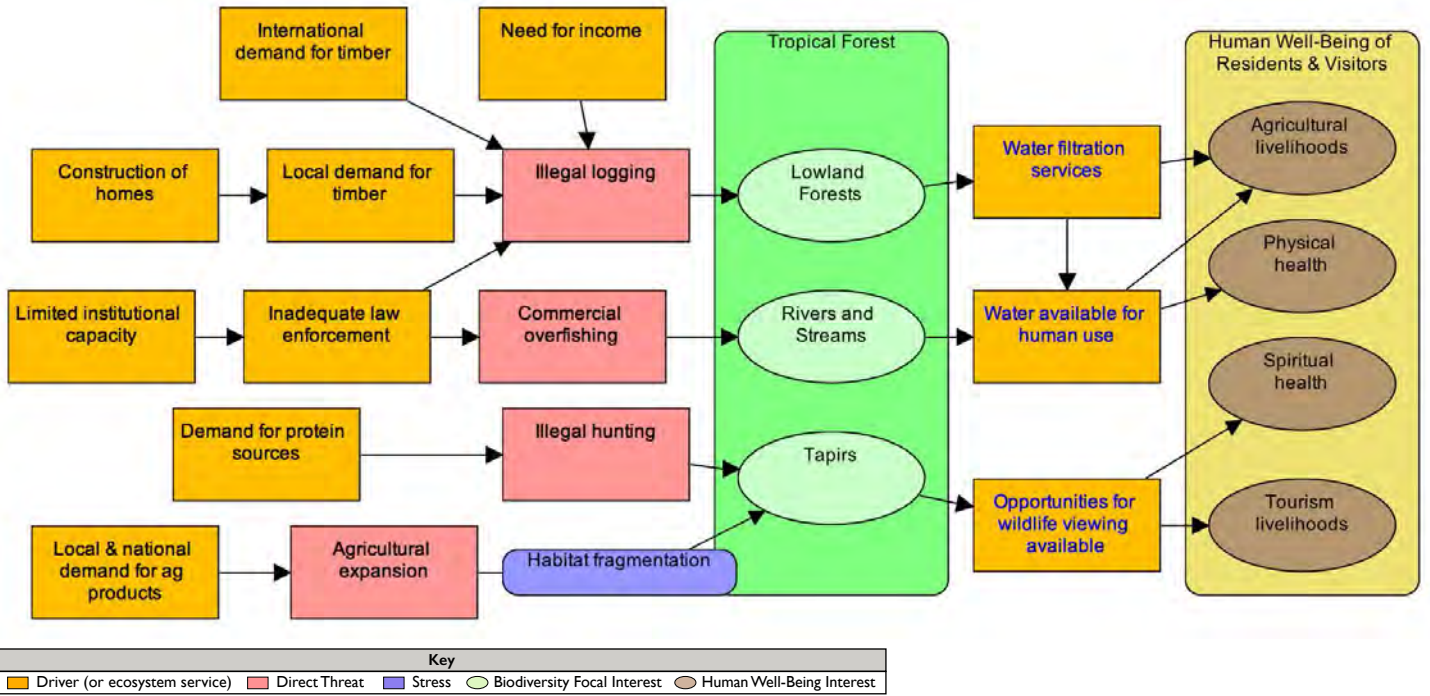 International
demand for timber
Need for income
Tropical Forest
Human Well-Being of
Residents & Visitors
Construction of
homes
Local demand for
timber
Illegal logging
Lowland
Forests
Water filtration
services
Agricultural
livelihoods
Physical
health
Limited institutional
capacity
Inadequate law
enforcement
Commercial
overfishing
Rivers and
Streams
Water available for
human use
Spiritual
health
Demand for protein
sources
Illegal hunting
Tapirs
Opportunities for
wildlife viewing
available
Tourism
livelihoods
Local & national
demand for ag
products
Agricultural
expansion
Habitat fragmentation
Key
Driver (or ecosystem service) Direct Threat Stress Biodiversity Focal Interest Human Well-Being Interest